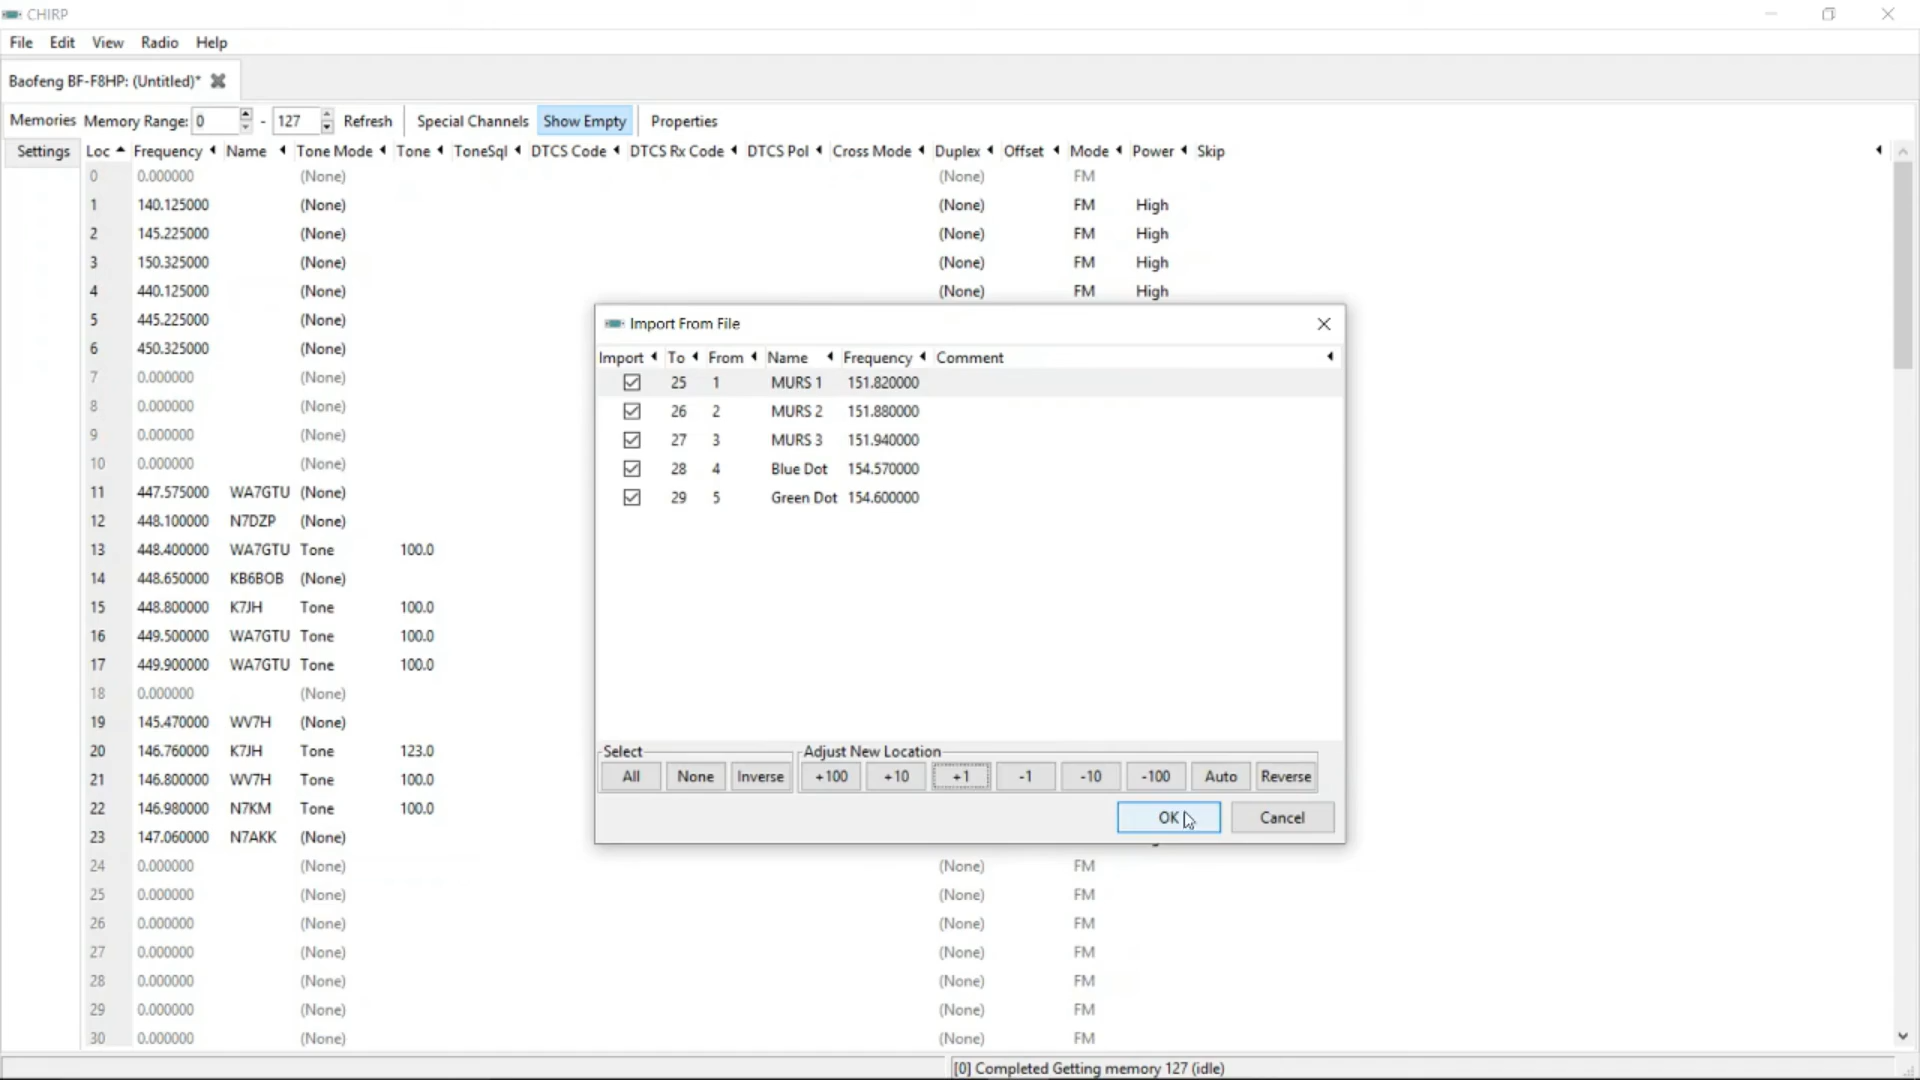 CHIRP
File Edit View Radio Help
Baofeng BF-F8HP: (Untitled)*
Memories Memory Range: 0 - 127 Refresh Special Channels Show Empty Properties
Settings Loc Frequency Name Tone Mode Tone ToneSql DTCS Code DTCS Rx Code DTCS Pol Cross Mode Duplex Offset Mode Power Skip
0 0.000000 (None) (None) FM
1 140.125000 (None) (None) FM High
2 145.225000 (None) (None) FM High
3 150.325000 (None) (None) FM High
4 440.125000 (None) (None) FM High
5 445.225000 (None)
6 450.325000 (None)
7 0.000000 (None)
8 0.000000 (None)
9 0.000000 (None)
10 0.000000 (None)
11 447.575000 WA7GTU (None)
12 448.100000 N7DZP (None)
13 448.400000 WA7GTU Tone 100.0
14 448.650000 KB6BOB (None)
15 448.800000 K7JH Tone 100.0
16 449.500000 WA7GTU Tone 100.0
17 449.900000 WA7GTU Tone 100.0
18 0.000000 (None)
19 145.470000 WV7H (None)
20 146.760000 K7JH Tone 123.0
21 146.800000 WV7H Tone 100.0
22 146.980000 N7KM Tone 100.0
23 147.060000 N7AKK (None)
24 0.000000 (None) (None) FM
25 0.000000 (None) (None) FM
26 0.000000 (None) (None) FM
27 0.000000 (None) (None) FM
28 0.000000 (None) (None) FM
29 0.000000 (None) (None) FM
30 0.000000 (None) (None) FM
Import From File
Import To From Name Frequency Comment
25 1 MURS 1 151.820000
26 2 MURS 2 151.880000
27 3 MURS 3 151.940000
28 4 Blue Dot 154.570000
29 5 Green Dot 154.600000
Select Adjust New Location
All None Inverse +100 +10 +1 -1 -10 -100 Auto Reverse
OK Cancel
[0] Completed Getting memory 127 (idle)